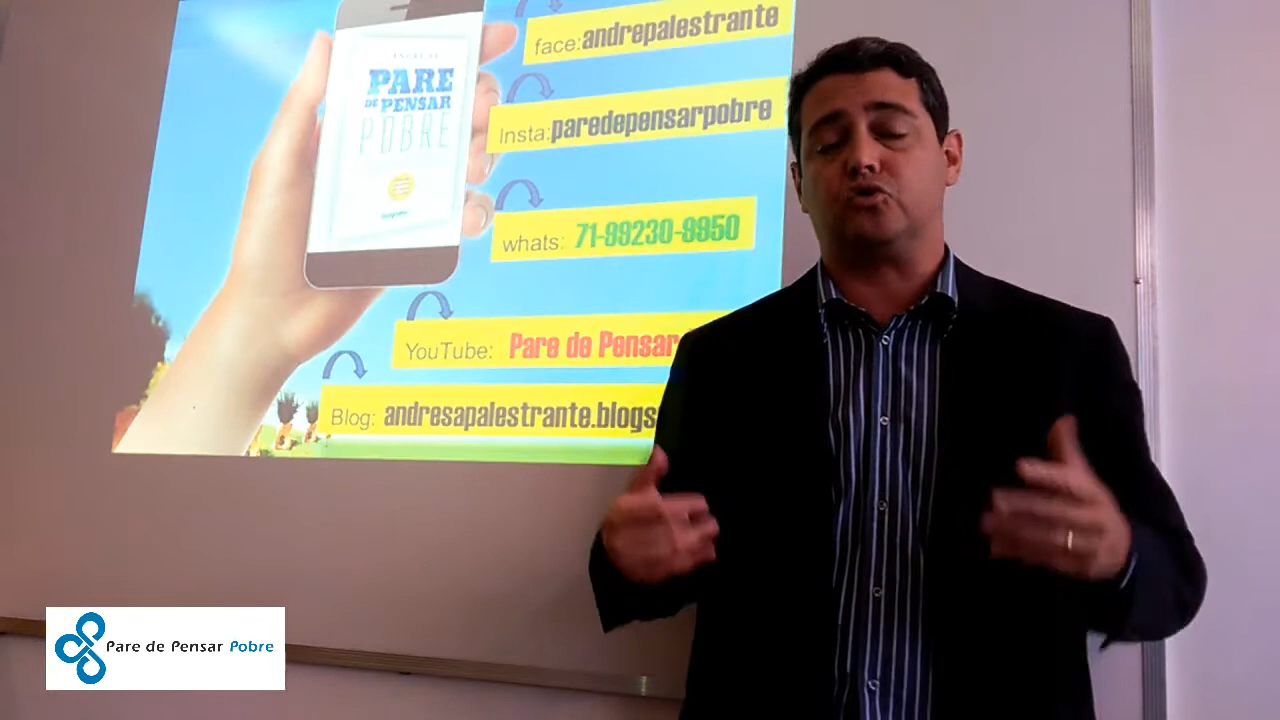 face:andrepalestrante
PARE
DE PENSAR
POBRE
Insta:paredepensarpobre
whats: 71-99230-9950
YouTube: Pare de Pensar
Blog: andresapalestrante.blogs
Pare de Pensar Pobre